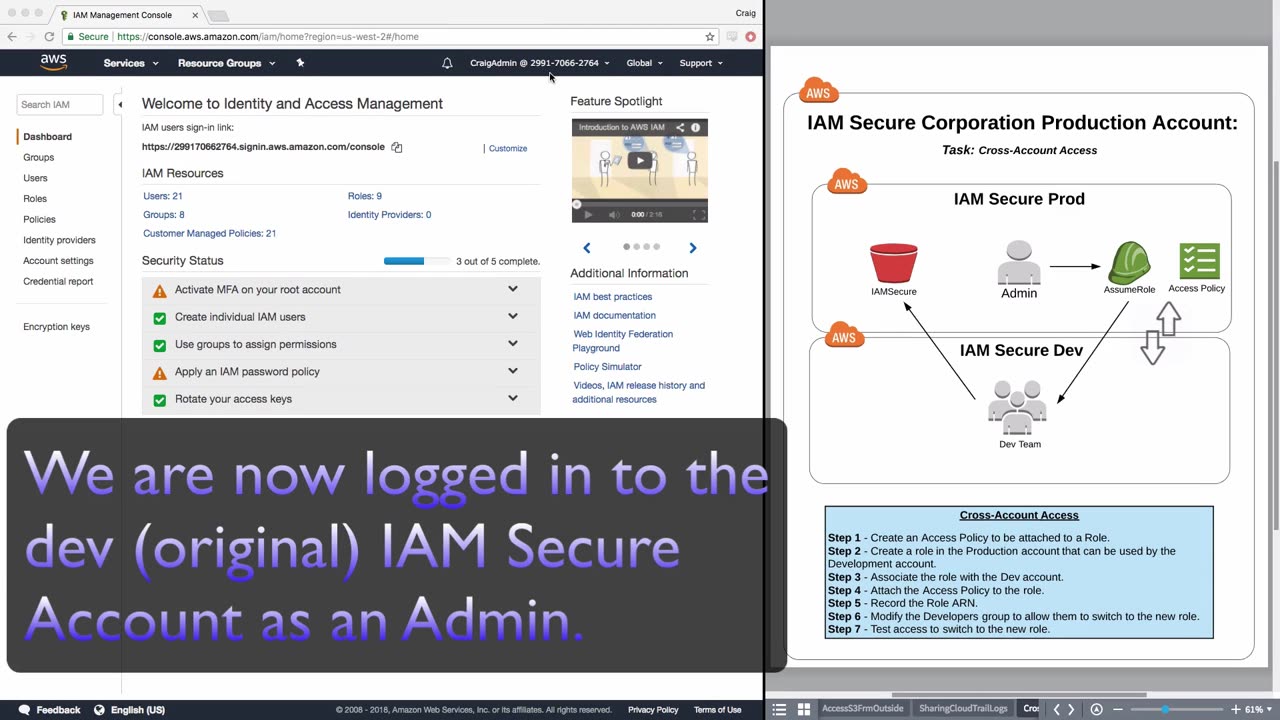 IAM Management Console
Craig
Secure
https://console.aws.amazon.com/iam/home?region=us-west-2#/home
aws
Services
Resource Groups
CraigAdmin @ 2991-7066-2764
Global
Support
Search IAM
Dashboard
Groups
Users
Roles
Policies
Identity providers
Account settings
Credential report
Encryption keys
Welcome to Identity and Access Management
IAM users sign-in link:
https://299170662764.signin.aws.amazon.com/console
Customize
IAM Resources
Users: 21
Roles: 9
Groups: 8
Identity Providers: 0
Customer Managed Policies: 21
Security Status
3 out of 5 complete.
Activate MFA on your root account
Create individual IAM users
Use groups to assign permissions
Apply an IAM password policy
Rotate your access keys
Feature Spotlight
Introduction to AWS IAM
0:00 / 2:16
Additional Information
IAM best practices
IAM documentation
Web Identity Federation
Playground
Policy Simulator
Videos, IAM release history and
additional resources
We are now logged in to the
dev (original) IAM Secure
Account as an Admin.
Feedback
English (US)
© 2008 - 2018, Amazon Web Services, Inc. or its affiliates. All rights reserved.
Privacy Policy
Terms of Use
AWS
IAM Secure Corporation Production Account:
Task: Cross-Account Access
AWS
IAM Secure Prod
IAMSecure
Admin
AssumeRole
Access Policy
AWS
IAM Secure Dev
Dev Team
Cross-Account Access
Step 1 - Create an Access Policy to be attached to a Role.
Step 2 - Create a role in the Production account that can be used by the
Development account.
Step 3 - Associate the role with the Dev account.
Step 4 - Attach the Access Policy to the role.
Step 5 - Record the Role ARN.
Step 6 - Modify the Developers group to allow them to switch to the new role.
Step 7 - Test access to switch to the new role.
AccessS3FrmOutside
SharingCloudTrailLogs
Cros
61%